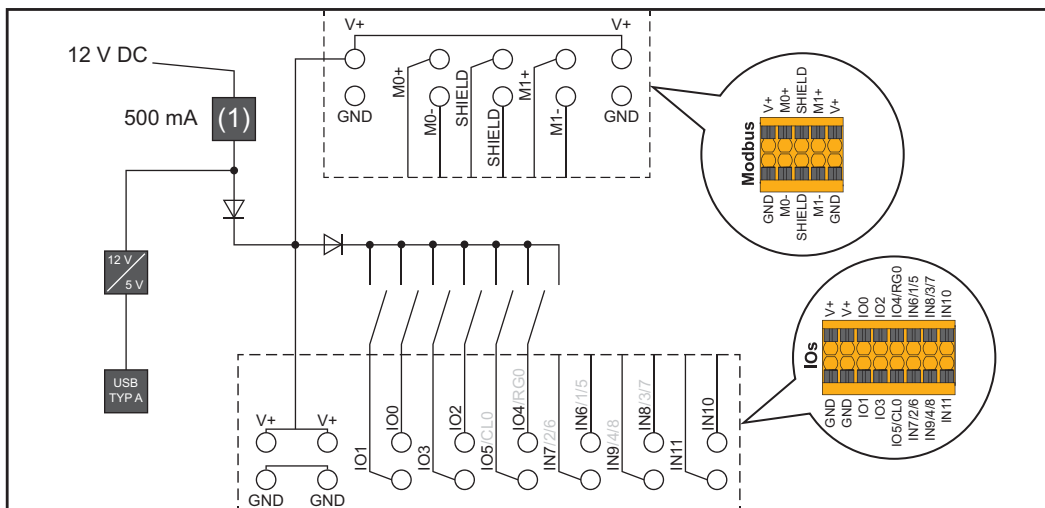 12 V DC
500 mA
(1)
12 V
5 V
USB
TYP A
V+
V+
GND
M0+
M0-
SHIELD
SHIELD
M1+
M1-
GND
Modbus
V+
M0+
SHIELD
M1+
V+
GND
M0-
SHIELD
M1-
GND
V+
V+
GND
GND
IO1
IO0
IO3
IO2
IO5/CL0
IO4/RG0
IN7/2/6
IN6/1/5
IN9/4/8
IN8/3/7
IN11
IN10
IOs
V+
V+
IO0
IO2
IO4/RG0
IN6/1/5
IN8/3/7
IN10
GND
GND
IO1
IO3
IO5/CL0
IN7/2/6
IN9/4/8
IN11